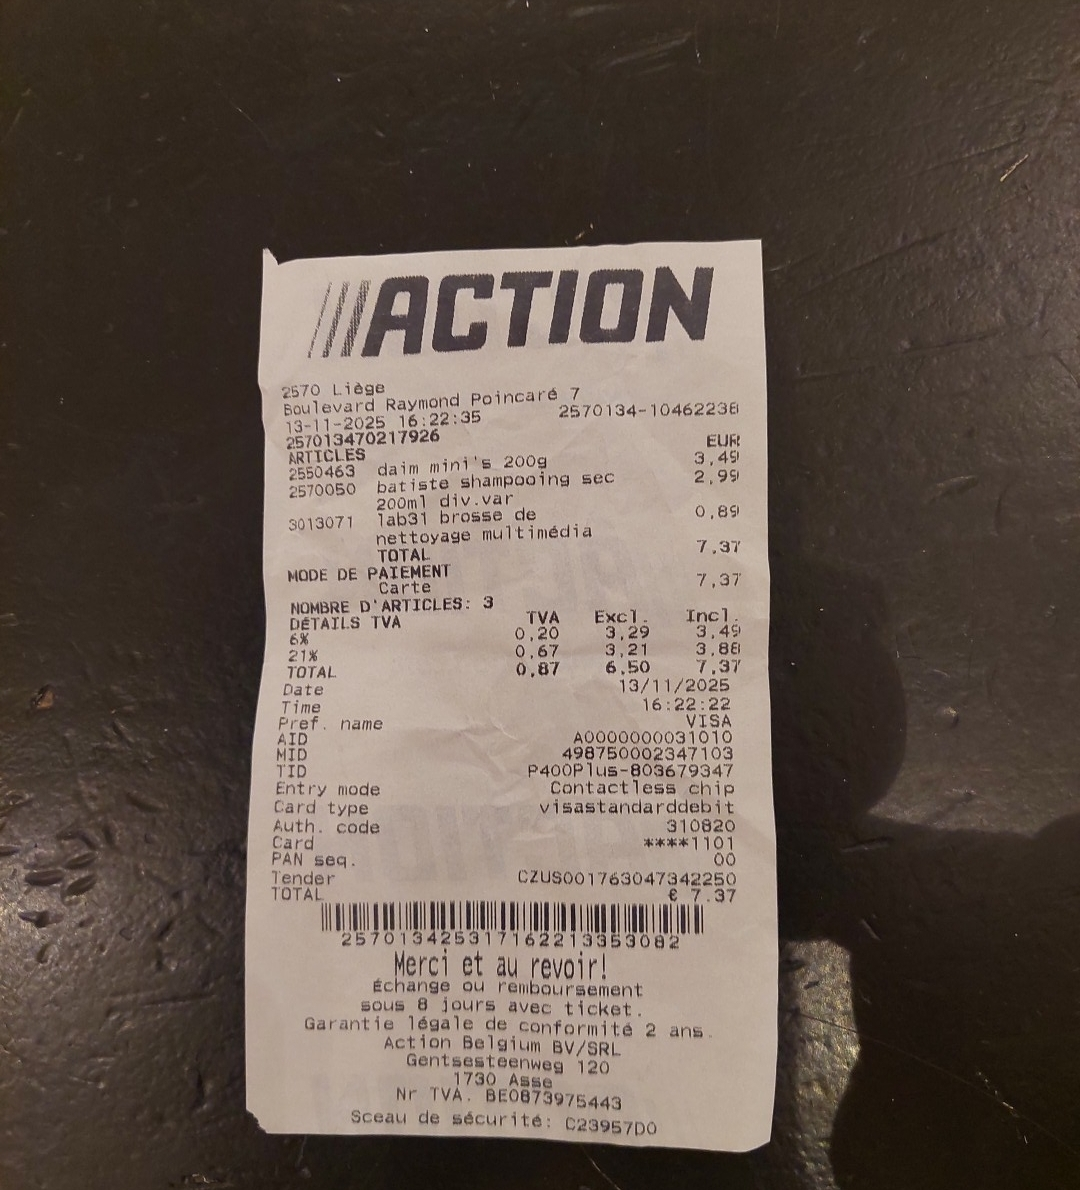 ACTION
2570 Liège
Boulevard Raymond Poincaré 7
13-11-2025 16:22:35 2570134-10462238
257013470217926
ARTICLES EUR
2550463 daim mini's 200g 3,49
2570050 batiste shampooing sec 2,99
200ml div.var
3013071 lab31 brosse de 0,89
nettoyage multimédia
TOTAL 7,37
MODE DE PAIEMENT
Carte 7,37
NOMBRE D'ARTICLES: 3
DÉTAILS TVA TVA Excl. Incl.
6% 0,20 3,29 3,49
21% 0,67 3,21 3,88
TOTAL 0,87 6,50 7,37
Date 13/11/2025
Time 16:22:22
Pref. name VISA
AID A0000000031010
MID 498750002347103
TID P400Plus-803679347
Entry mode Contactless chip
Card type visastandarddebit
Auth. code 310820
Card ****1101
PAN seq. 00
Tender CZUS001763047342250
TOTAL € 7.37
2570134253171622133530​82
Merci et au revoir!
Échange ou remboursement
sous 8 jours avec ticket.
Garantie légale de conformité 2 ans.
Action Belgium BV/SRL
Gentsesteenweg 120
1730 Asse
Nr TVA. BE0873975443
Sceau de sécurité: C23957D0